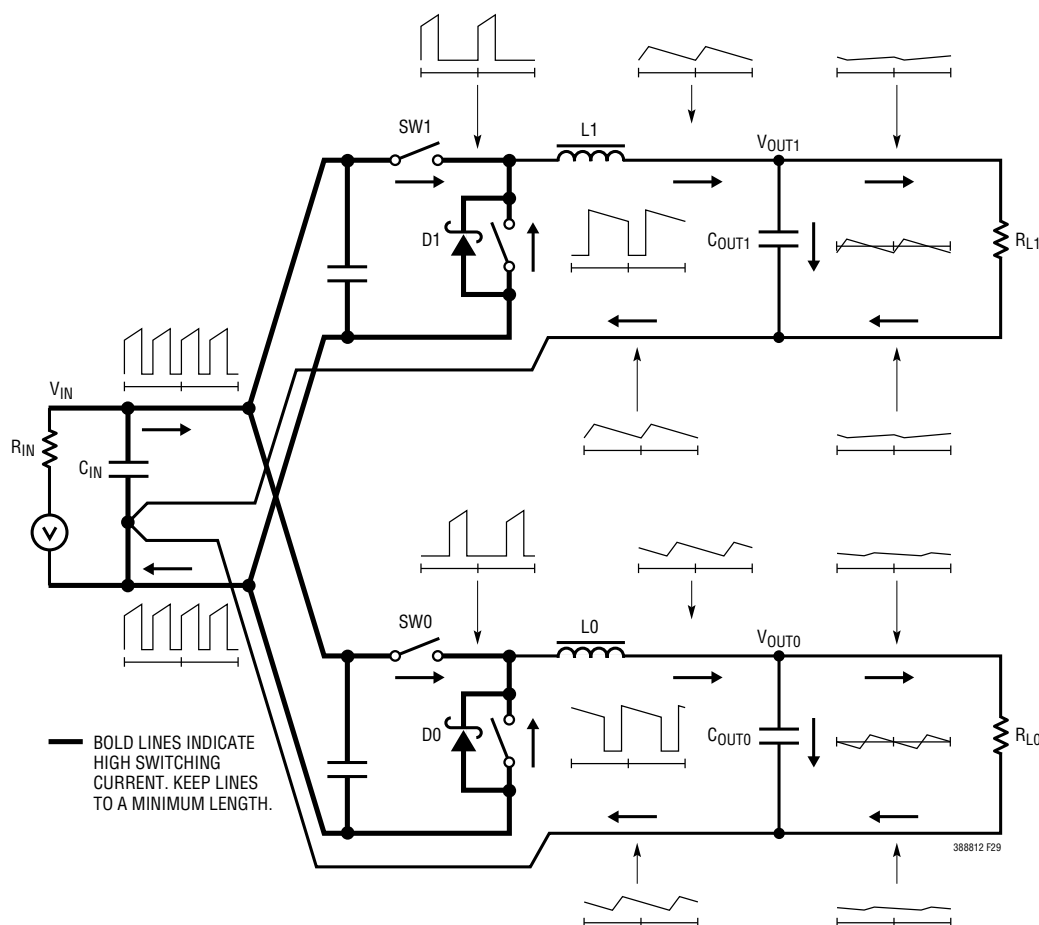 SW1
L1
VOUT1
D1
COUT1
RL1
VIN
RIN
CIN
V
SW0
L0
VOUT0
D0
COUT0
RL0
BOLD LINES INDICATE
HIGH SWITCHING
CURRENT. KEEP LINES
TO A MINIMUM LENGTH.
388812 F29